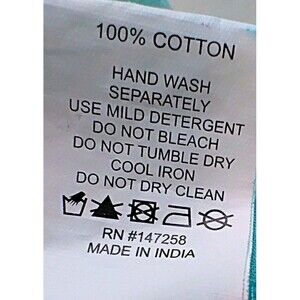 100% COTTON
HAND WASH
SEPARATELY
USE MILD DETERGENT
DO NOT BLEACH
DO NOT TUMBLE DRY
COOL IRON
DO NOT DRY CLEAN
RN #147258
MADE IN INDIA